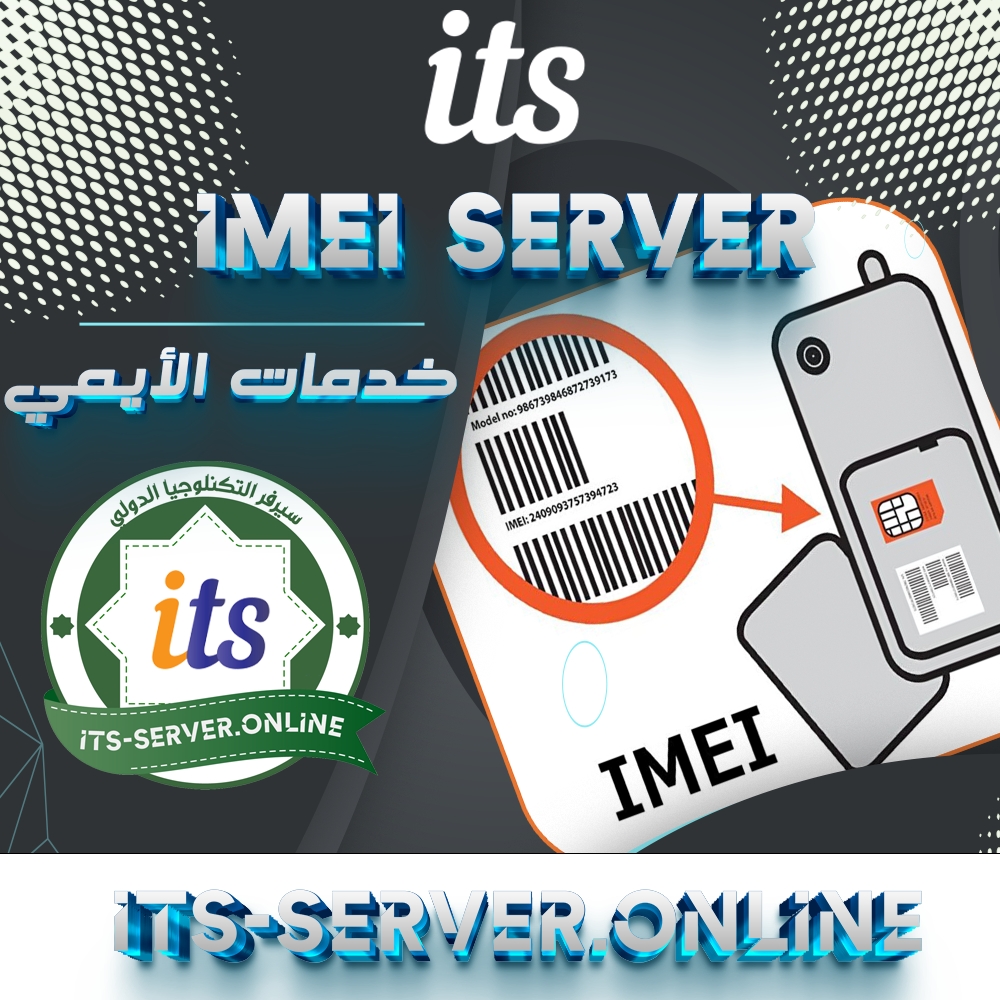 its
IMEI SERVER
خدمات الأيمي
Model no: 986739846872739173
IMEI: 2409093757394723
سيرفر التكنلوجيا الدولي
its
iTS-SERVER.ONLiNE
IMEI
iTS-SERVER.ONLiNE